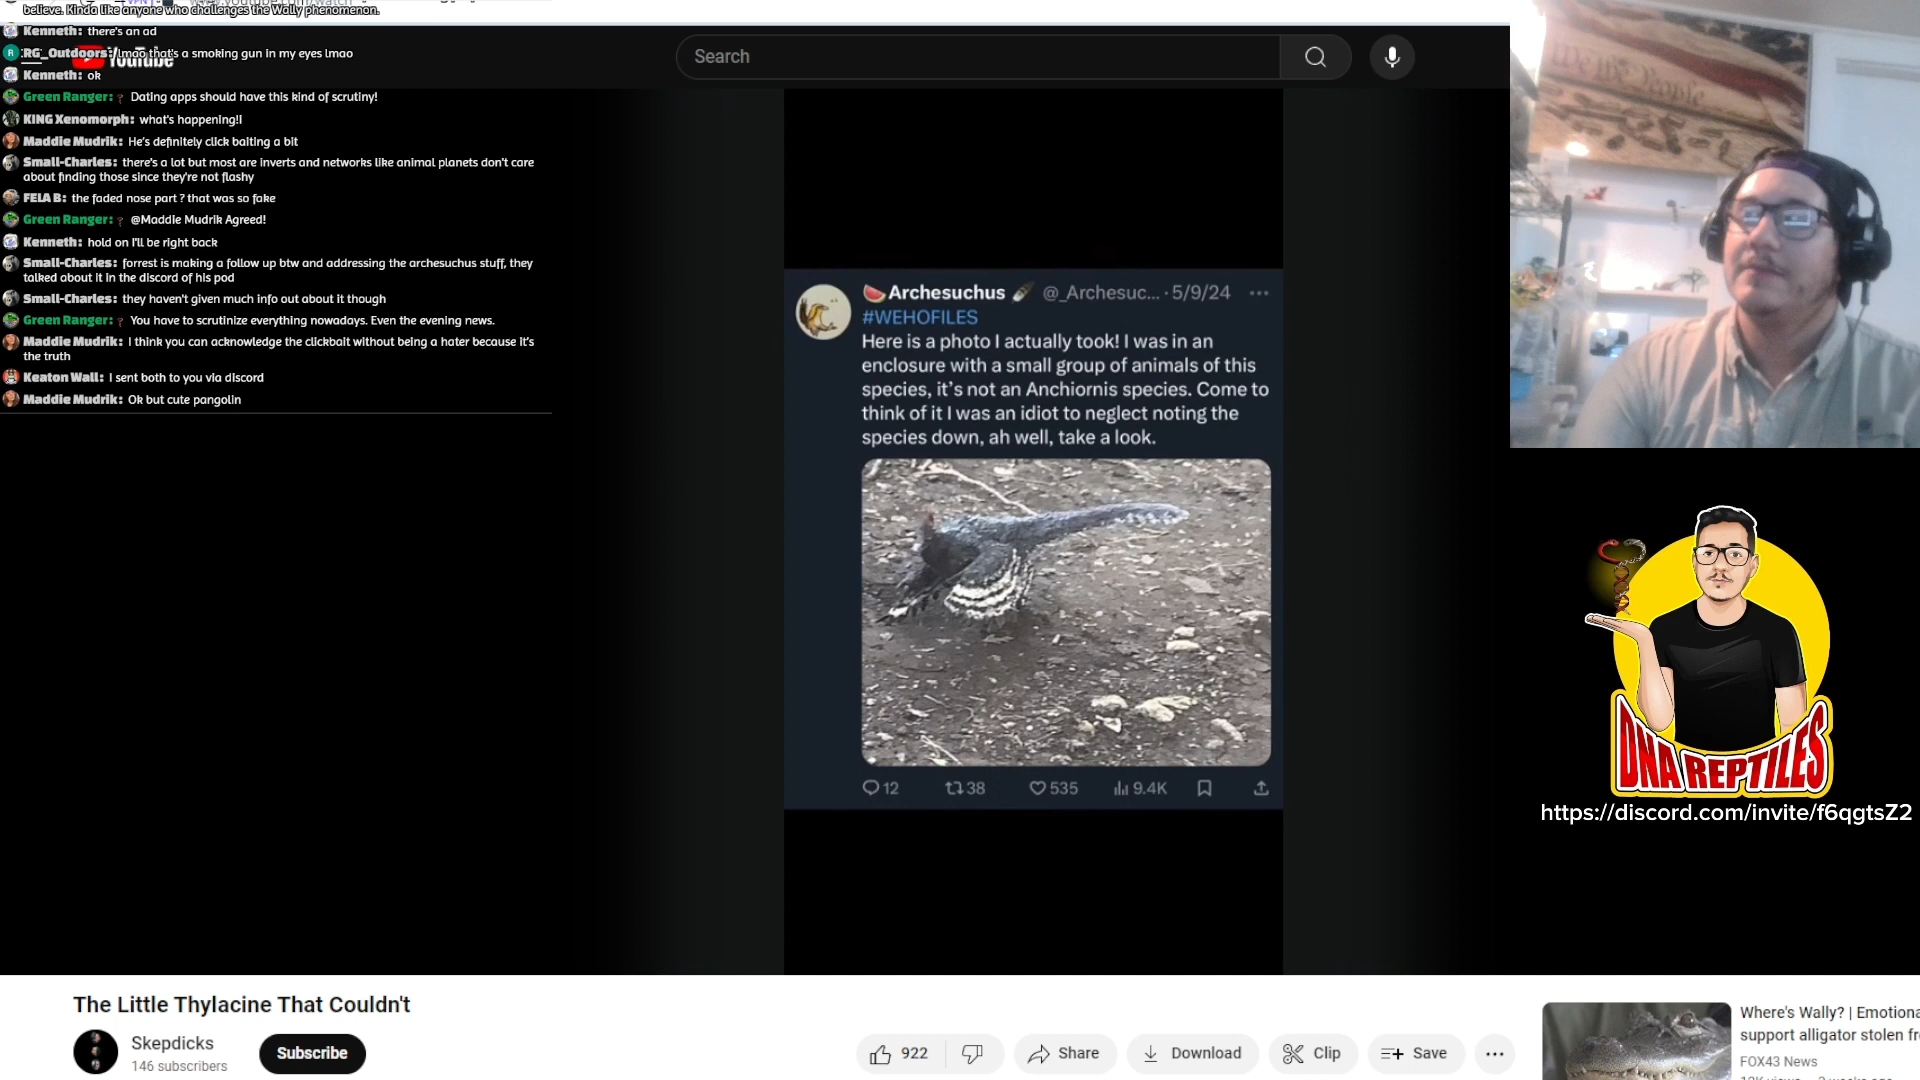 believe. Kinda like anyone who challenges the Wally phenomenon.
Kenneth: there's an ad
RG_Outdoors: lmao that's a smoking gun in my eyes lmao
Kenneth: ok
Green Ranger: Dating apps should have this kind of scrutiny!
KING Xenomorph: what's happening!!
Maddie Mudrik: He's definitely click baiting a bit
Small-Charles: there's a lot but most are inverts and networks like animal planets don't care
about finding those since they're not flashy
FELA B: the faded nose part ? that was so fake
Green Ranger: @Maddie Mudrik Agreed!
Kenneth: hold on I'll be right back
Small-Charles: forrest is making a follow up btw and addressing the archesuchus stuff, they
talked about it in the discord of his pod
Small-Charles: they haven't given much info out about it though
Green Ranger: You have to scrutinize everything nowadays. Even the evening news.
Maddie Mudrik: I think you can acknowledge the clickbait without being a hater because it's
the truth
Keaton Wall: I sent both to you via discord
Maddie Mudrik: Ok but cute pangolin
YouTube
Search
Archesuchus @_Archesuc... · 5/9/24
#WEHOFILES
Here is a photo I actually took! I was in an
enclosure with a small group of animals of this
species, it's not an Anchiornis species. Come to
think of it I was an idiot to neglect noting the
species down, ah well, take a look.
12 38 535 9.4K
We the People
DNA REPTILES
https://discord.com/invite/f6qgtsZ2
The Little Thylacine That Couldn't
Skepdicks
146 subscribers
Subscribe
922
Share
Download
Clip
Save
Where's Wally? | Emotiona
support alligator stolen fr
FOX43 News